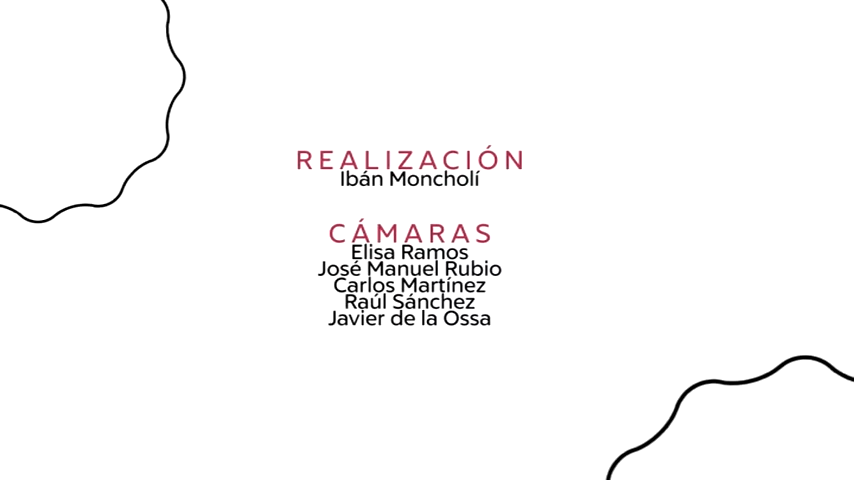 REALIZACIÓN
Ibán Moncholí
CÁMARAS
Elisa Ramos
José Manuel Rubio
Carlos Martínez
Raúl Sánchez
Javier de la Ossa